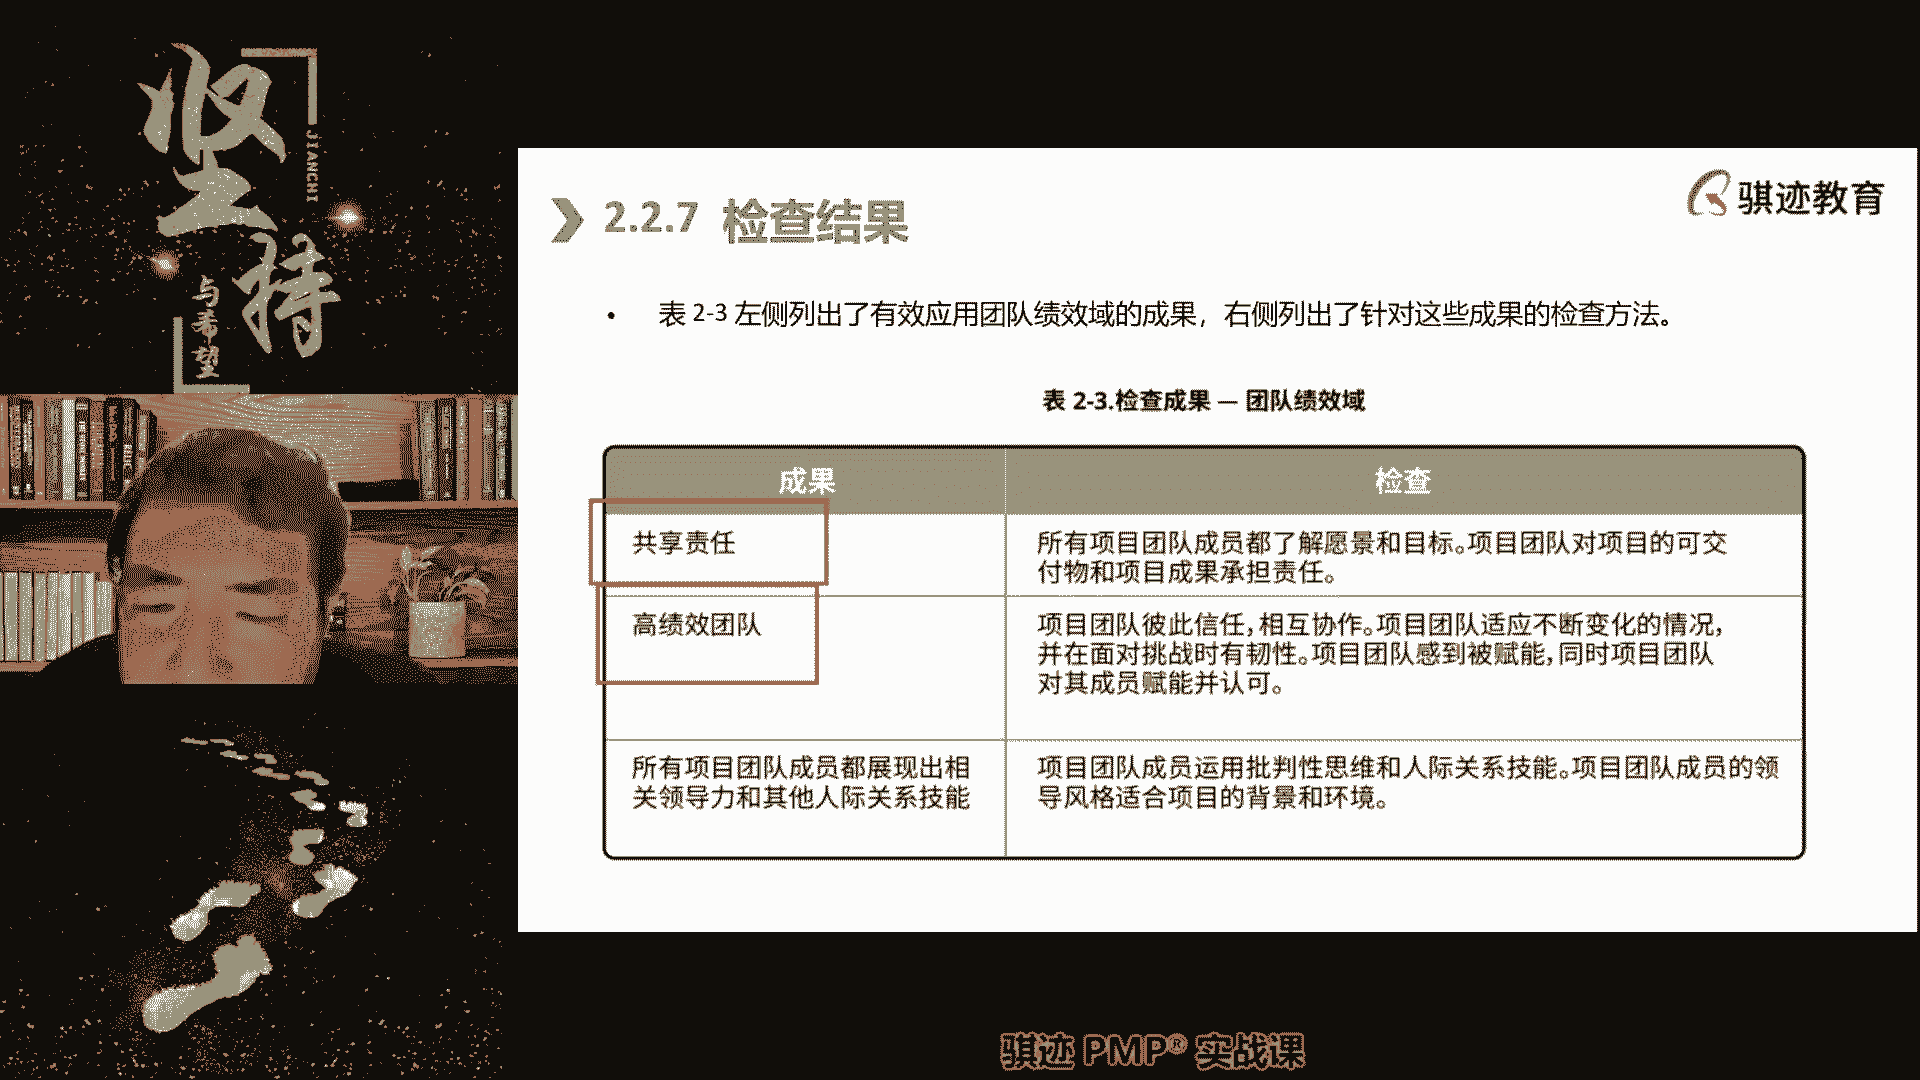 坚持
JIANCHI
与希望
骐迹教育
2.2.7 检查结果
• 表 2-3 左侧列出了有效应用团队绩效域的成果，右侧列出了针对这些成果的检查方法。
表 2-3.检查成果 — 团队绩效域
成果
检查
共享责任
所有项目团队成员都了解愿景和目标。项目团队对项目的可交
付物和项目成果承担责任。
高绩效团队
项目团队彼此信任，相互协作。项目团队适应不断变化的情况，
并在面对挑战时有韧性。项目团队感到被赋能，同时项目团队
对其成员赋能并认可。
所有项目团队成员都展现出相
关领导力和其他人际关系技能
项目团队成员运用批判性思维和人际关系技能。项目团队成员的领
导风格适合项目的背景和环境。
骐迹 PMP® 实战课